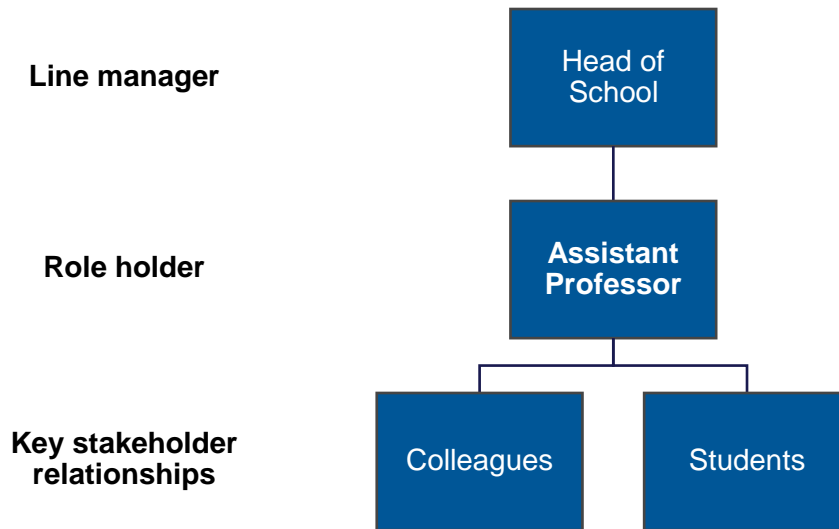 Line manager
Head of
School
Role holder
Assistant
Professor
Key stakeholder
relationships
Colleagues
Students